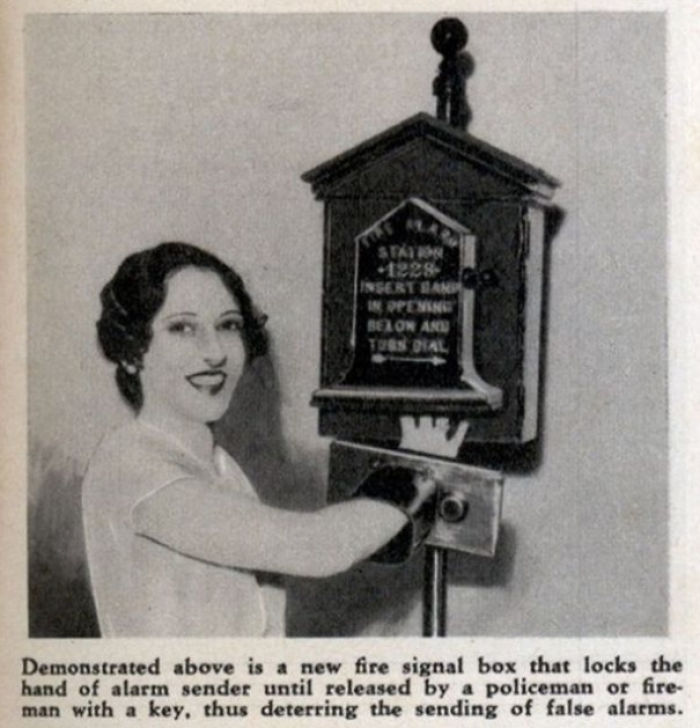 FIRE ALARM
STATION
1228
INSERT HAND
IN OPENING
BELOW AND
TURN DIAL
Demonstrated above is a new fire signal box that locks the
hand of alarm sender until released by a policeman or fire-
man with a key, thus deterring the sending of false alarms.